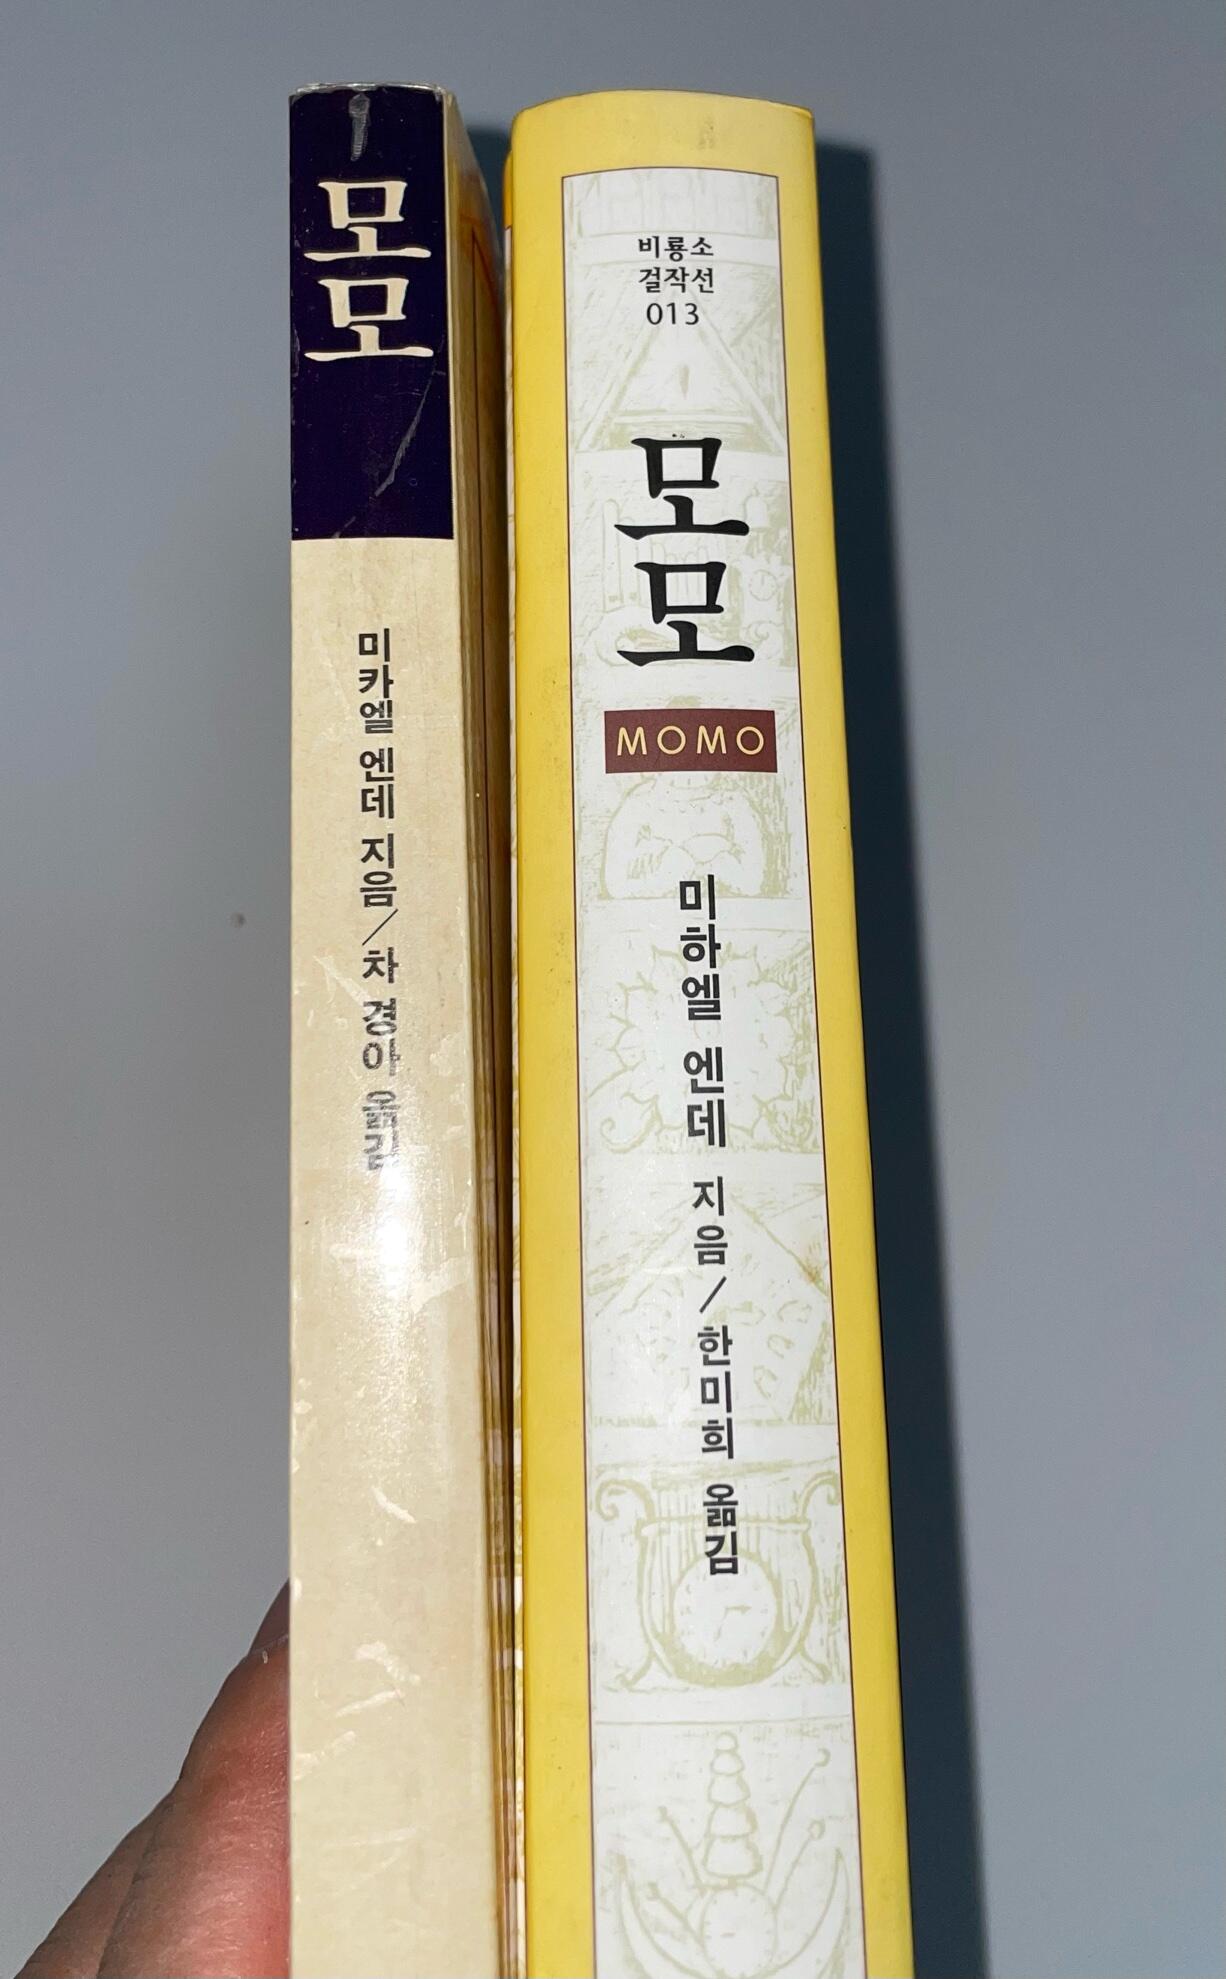 모모
미카엘 엔데 지음/차 경아 옮김
비룡소
걸작선
013
모모
MOMO
미하엘 엔데 지음/한미희 옮김